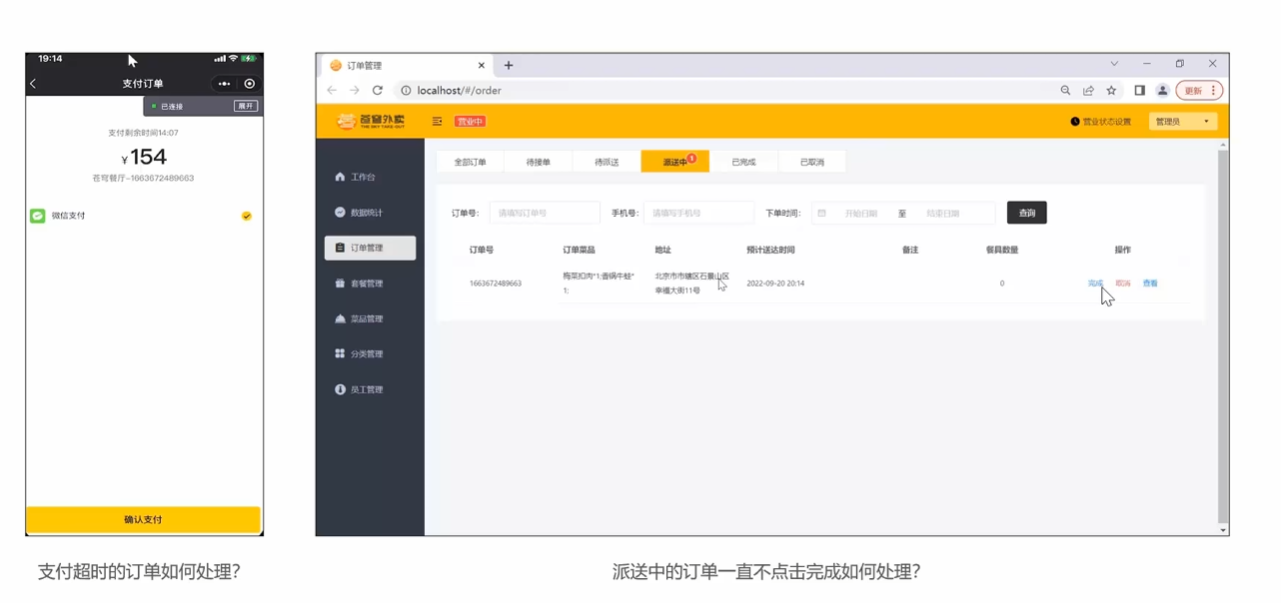 19:14
支付订单
已连接
展开
支付剩余时间14:07
¥154
苍穹餐厅-1663672489663
微信支付
确认支付
支付超时的订单如何处理?
订单管理
localhost/#/order
更新
苍穹外卖
THE SKY TAKE-OUT
营业中
营业状态设置
管理员
工作台
数据统计
订单管理
套餐管理
菜品管理
分类管理
员工管理
全部订单 待接单 待派送 派送中 1 已完成 已取消
订单号: 请填写订单号 手机号: 请填写手机号 下单时间: 开始日期 至 结束日期 查询
订单号 订单菜品 地址 预计送达时间 备注 餐具数量 操作
1663672489663 梅菜扣肉*1;香锅牛蛙*1; 北京市市辖区石景山区幸福大街11号 2022-09-20 20:14 0 完成 取消 查看
派送中的订单一直不点击完成如何处理?